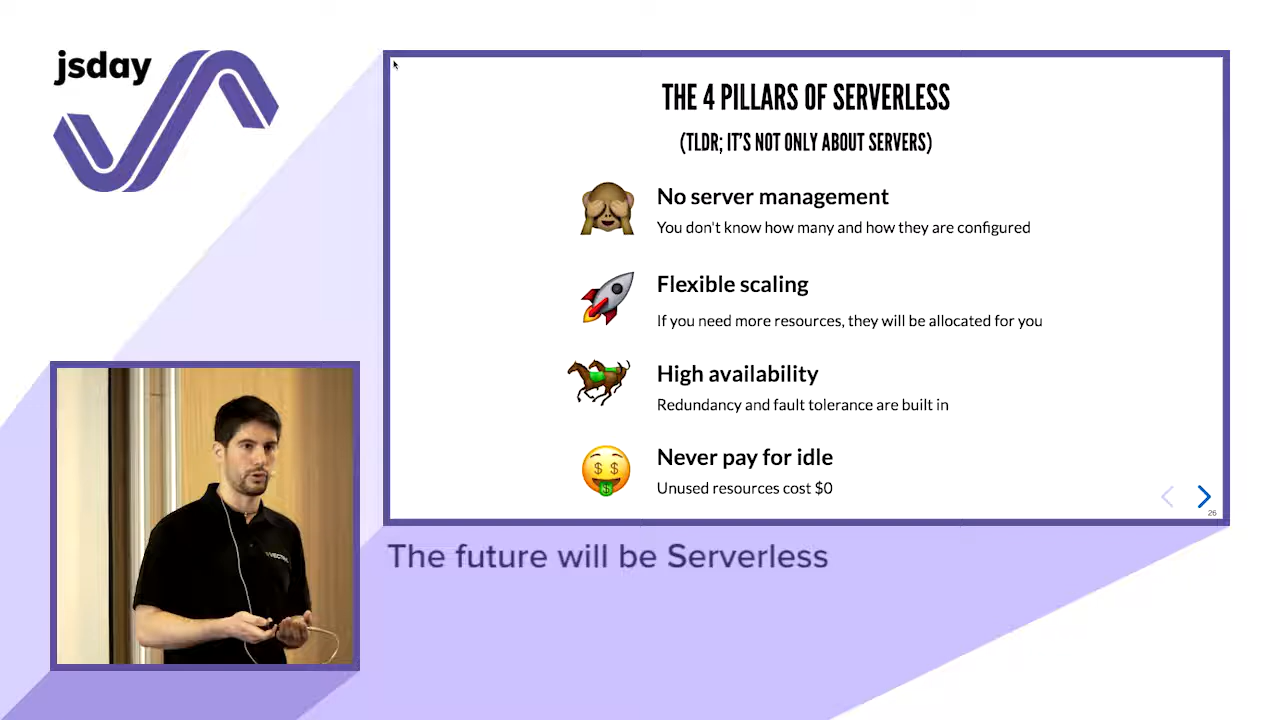 jsday
THE 4 PILLARS OF SERVERLESS
(TLDR; IT'S NOT ONLY ABOUT SERVERS)
No server management
You don't know how many and how they are configured
Flexible scaling
If you need more resources, they will be allocated for you
High availability
Redundancy and fault tolerance are built in
Never pay for idle
Unused resources cost $0
26
The future will be Serverless